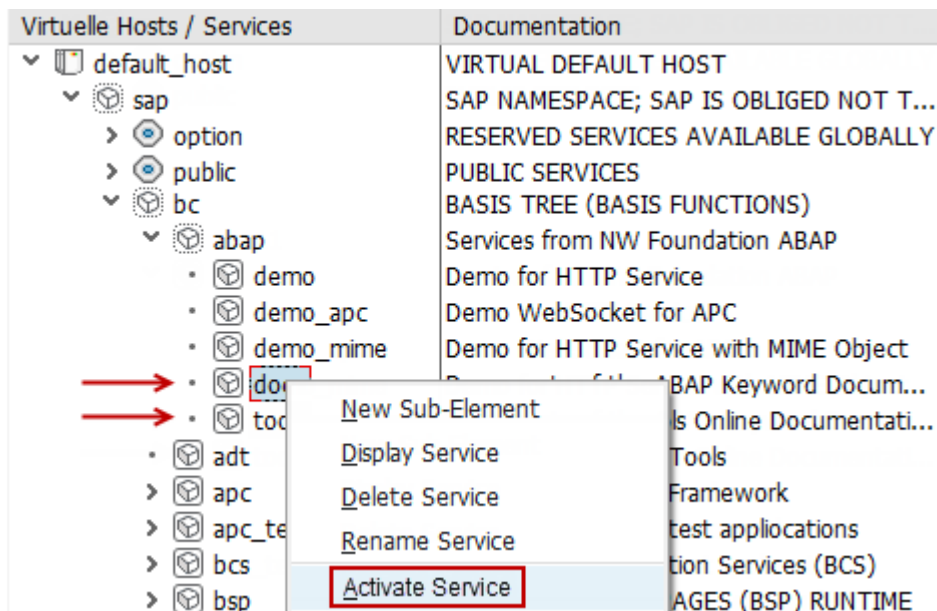 Virtuelle Hosts / Services Documentation
default_host VIRTUAL DEFAULT HOST
sap SAP NAMESPACE; SAP IS OBLIGED NOT T...
option RESERVED SERVICES AVAILABLE GLOBALLY
public PUBLIC SERVICES
bc BASIS TREE (BASIS FUNCTIONS)
abap Services from NW Foundation ABAP
demo Demo for HTTP Service
demo_apc Demo WebSocket for APC
demo_mime Demo for HTTP Service with MIME Object
ABAP Keyword Docum...
New Sub-Element
Online Documentati...
Display Service
adt Tools
Delete Service
apc Framework
apc_te test applocations
Rename Service
bcs tion Services (BCS)
Activate Service
bsp AGES (BSP) RUNTIME